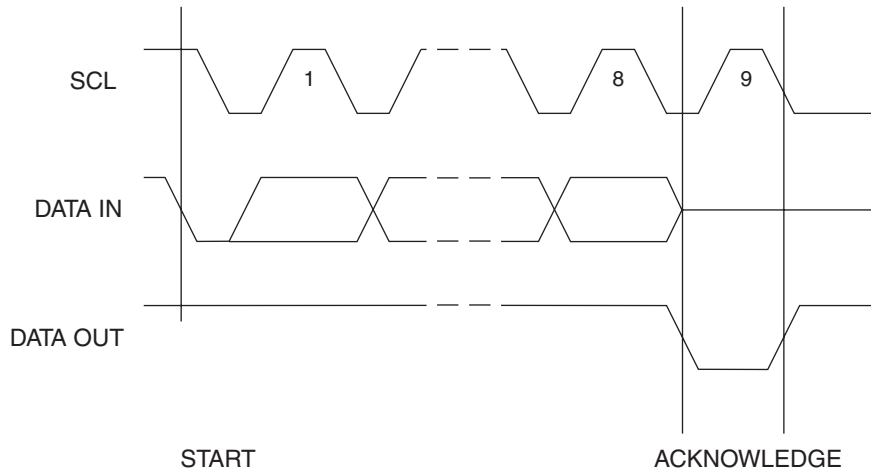 SCL
1
8
9
DATA IN
DATA OUT
START
ACKNOWLEDGE